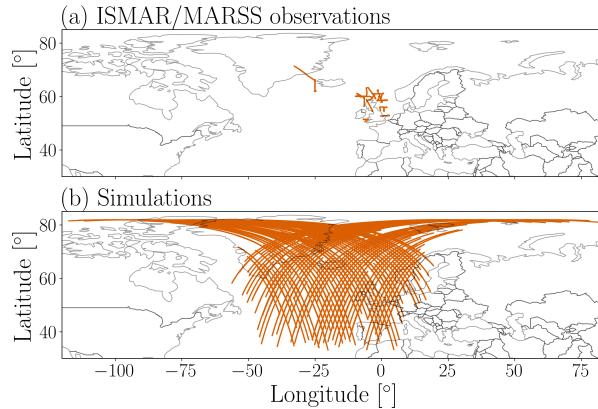 (a) ISMAR/MARSS observations
80
60
40
Latitude [°]
(b) Simulations
80
60
40
Latitude [°]
−100 −75 −50 −25 0 25 50 75
Longitude [°]